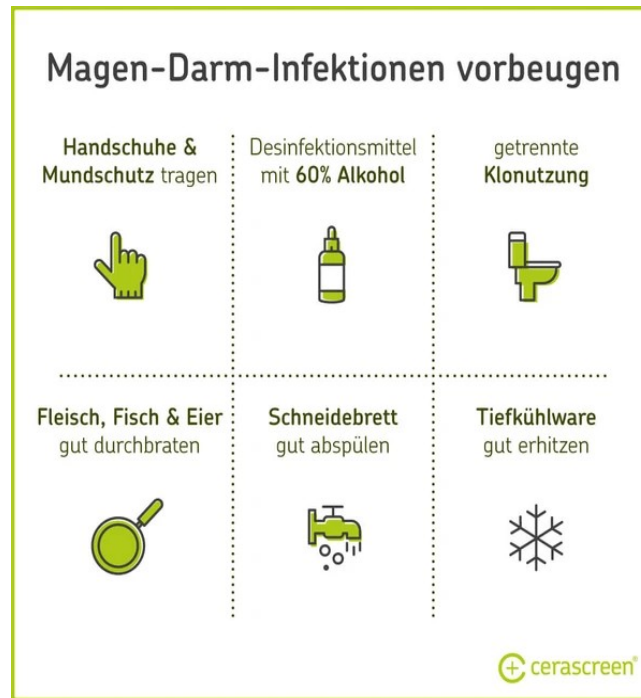 Magen-Darm-Infektionen vorbeugen
Handschuhe &
Mundschutz tragen
Desinfektionsmittel
mit 60% Alkohol
getrennte
Klonutzung
Fleisch, Fisch & Eier
gut durchbraten
Schneidebrett
gut abspülen
Tiefkühlware
gut erhitzen
cerascreen®